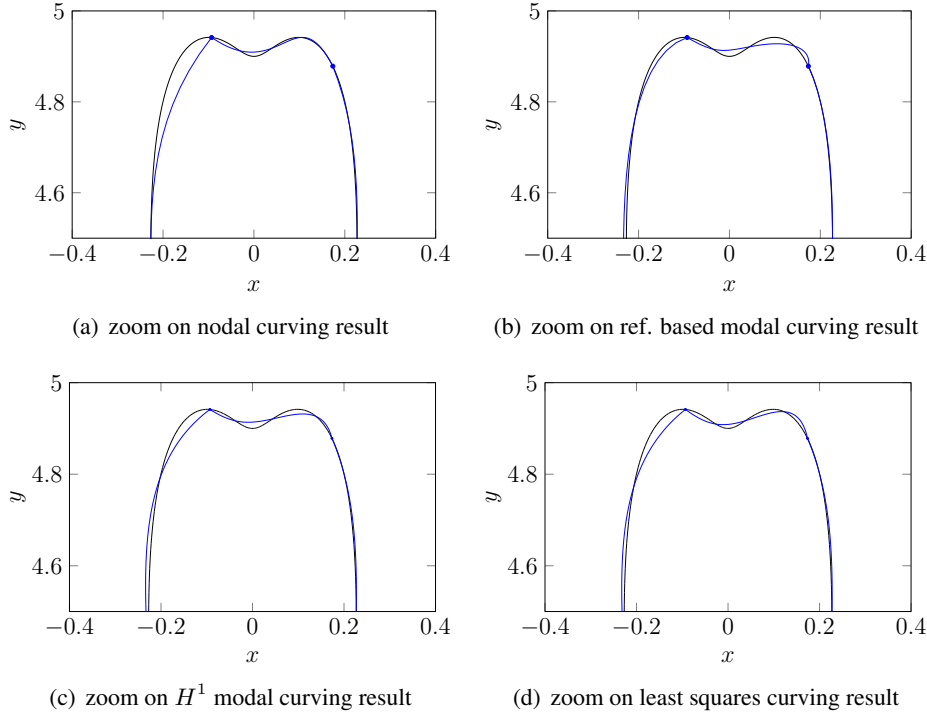 5
4.8
4.6
y
−0.4 −0.2 0 0.2 0.4
x
(a) zoom on nodal curving result
5
4.8
4.6
y
−0.4 −0.2 0 0.2 0.4
x
(b) zoom on ref. based modal curving result
5
4.8
4.6
y
−0.4 −0.2 0 0.2 0.4
x
(c) zoom on H¹ modal curving result
5
4.8
4.6
y
−0.4 −0.2 0 0.2 0.4
x
(d) zoom on least squares curving result